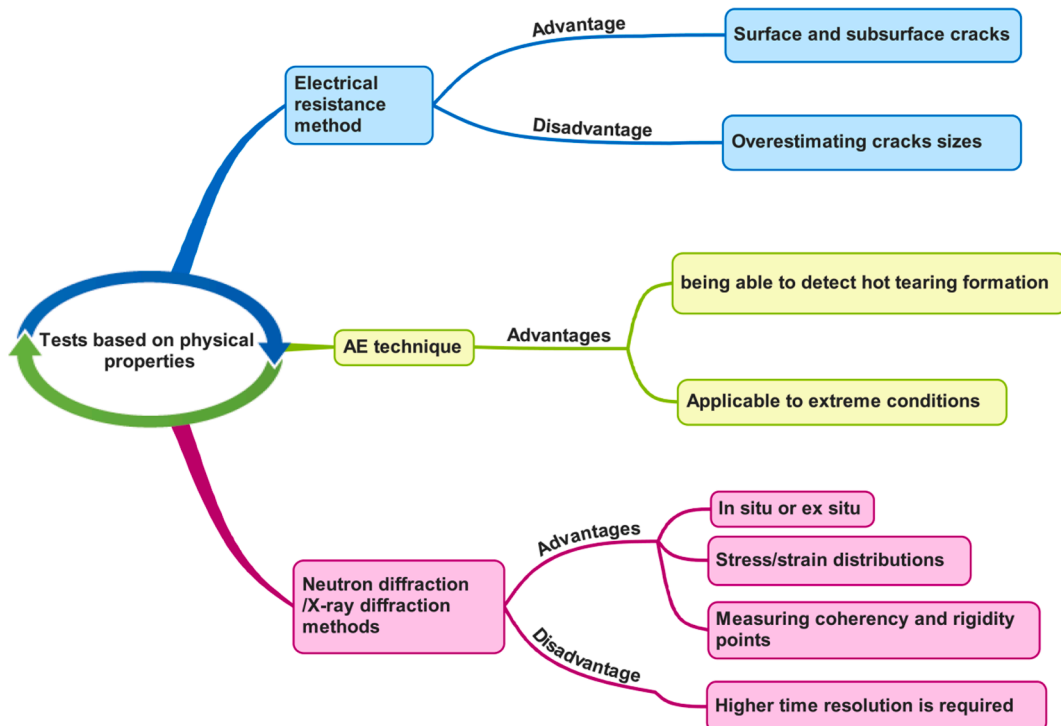 Advantage
Surface and subsurface cracks
Electrical
resistance
method
Disadvantage
Overestimating cracks sizes
being able to detect hot tearing formation
Tests based on physical
properties
AE technique
Advantages
Applicable to extreme conditions
In situ or ex situ
Advantages
Stress/strain distributions
Neutron diffraction
/X-ray diffraction
methods
Measuring coherency and rigidity
points
Disadvantage
Higher time resolution is required